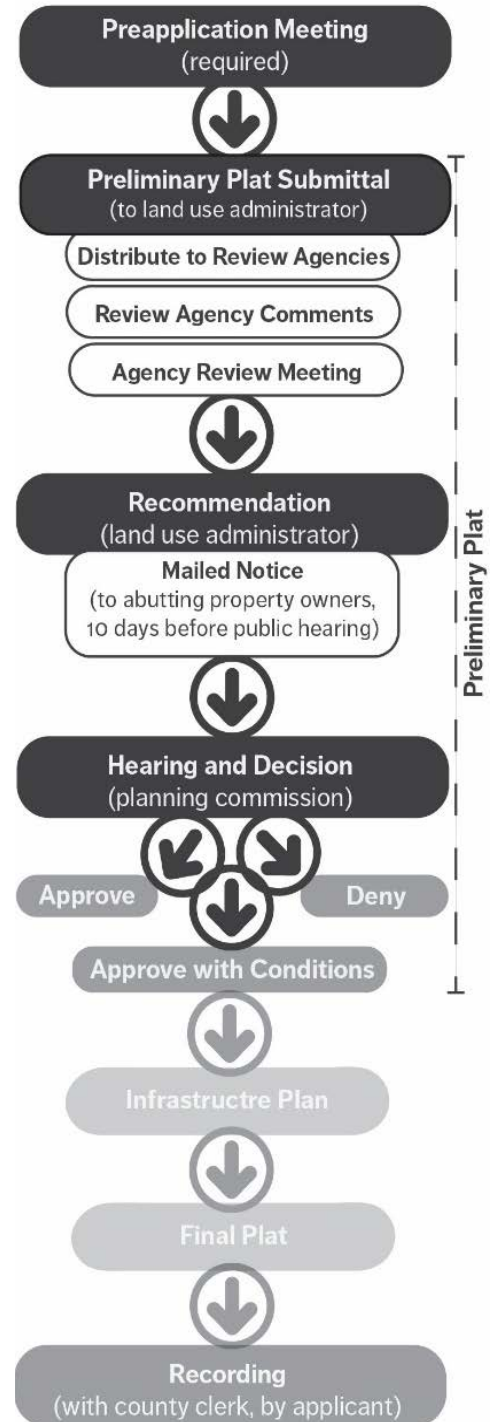 Preapplication Meeting
(required)
Preliminary Plat Submittal
(to land use administrator)
Distribute to Review Agencies
Review Agency Comments
Agency Review Meeting
Recommendation
(land use administrator)
Mailed Notice
(to abutting property owners,
10 days before public hearing)
Hearing and Decision
(planning commission)
Approve
Deny
Approve with Conditions
Preliminary Plat
Infrastructre Plan
Final Plat
Recording
(with county clerk, by applicant)